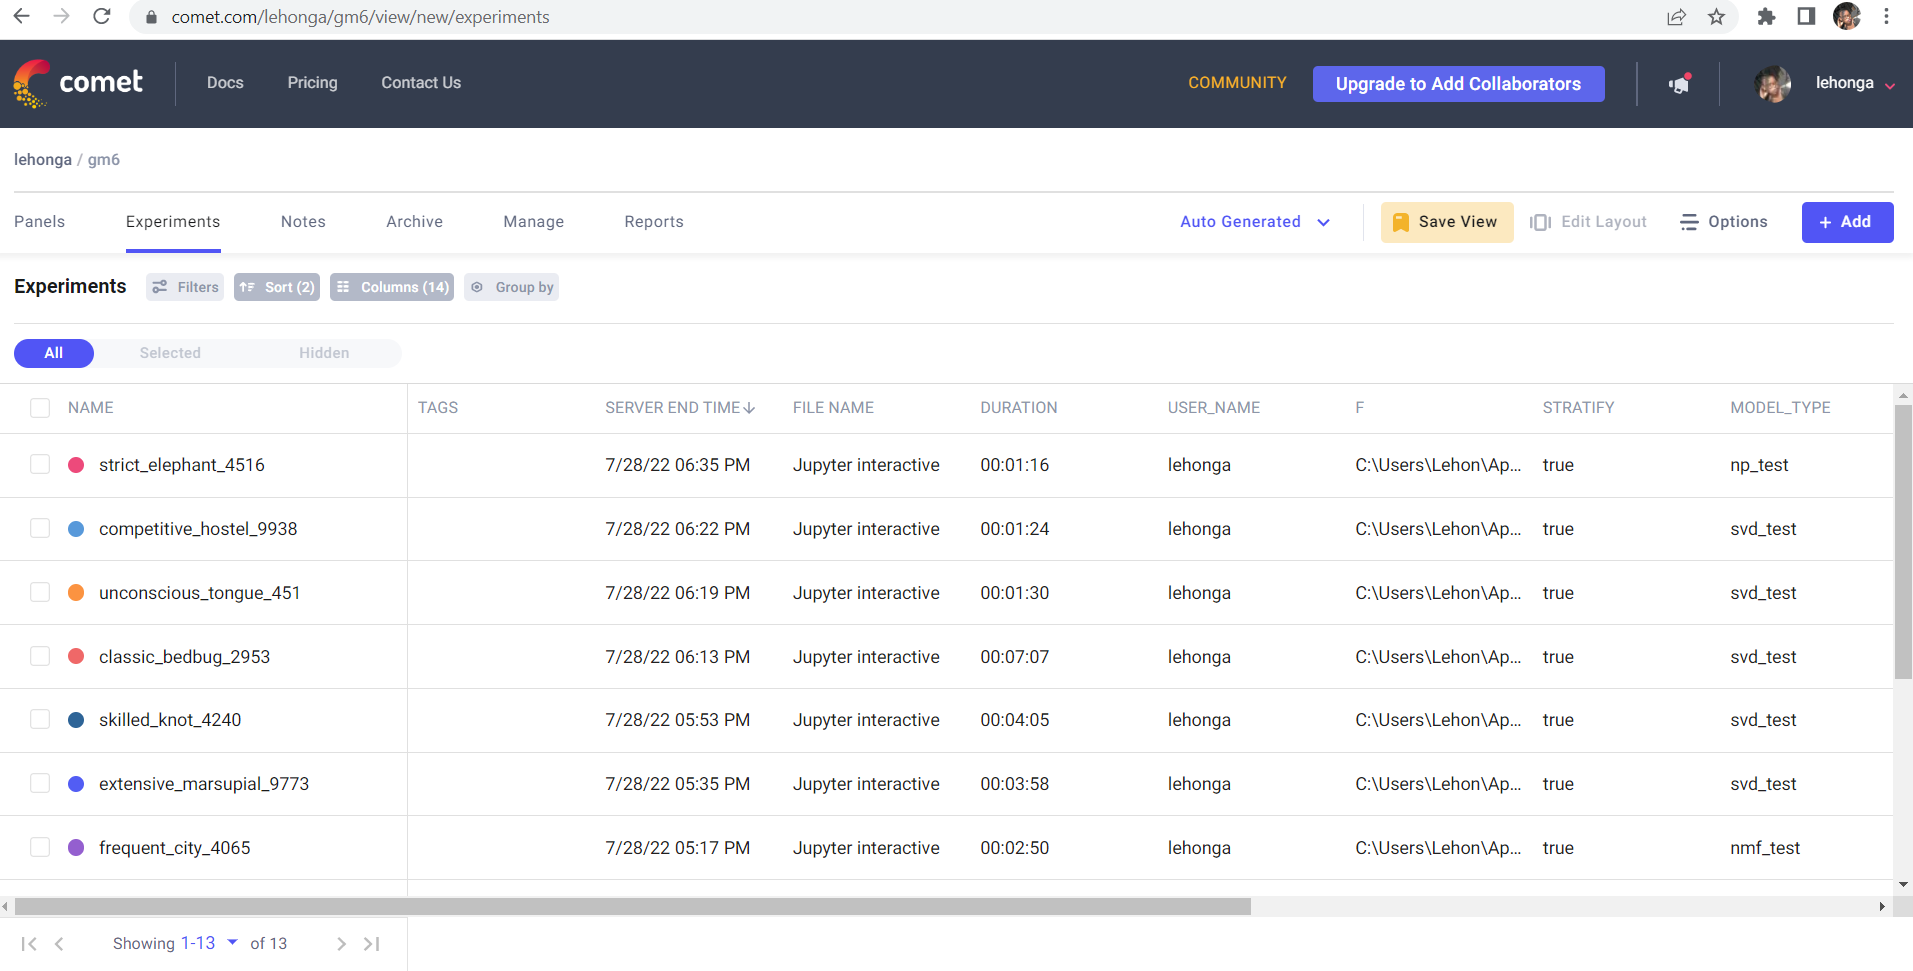 comet.com/lehonga/gm6/view/new/experiments
comet Docs Pricing Contact Us COMMUNITY Upgrade to Add Collaborators lehonga
lehonga / gm6
Panels Experiments Notes Archive Manage Reports Auto Generated Save View Edit Layout Options + Add
Experiments Filters Sort (2) Columns (14) Group by
All Selected Hidden
NAME TAGS SERVER END TIME FILE NAME DURATION USER_NAME F STRATIFY MODEL_TYPE
strict_elephant_4516 7/28/22 06:35 PM Jupyter interactive 00:01:16 lehonga C:\Users\Lehon\Ap... true np_test
competitive_hostel_9938 7/28/22 06:22 PM Jupyter interactive 00:01:24 lehonga C:\Users\Lehon\Ap... true svd_test
unconscious_tongue_451 7/28/22 06:19 PM Jupyter interactive 00:01:30 lehonga C:\Users\Lehon\Ap... true svd_test
classic_bedbug_2953 7/28/22 06:13 PM Jupyter interactive 00:07:07 lehonga C:\Users\Lehon\Ap... true svd_test
skilled_knot_4240 7/28/22 05:53 PM Jupyter interactive 00:04:05 lehonga C:\Users\Lehon\Ap... true svd_test
extensive_marsupial_9773 7/28/22 05:35 PM Jupyter interactive 00:03:58 lehonga C:\Users\Lehon\Ap... true svd_test
frequent_city_4065 7/28/22 05:17 PM Jupyter interactive 00:02:50 lehonga C:\Users\Lehon\Ap... true nmf_test
Showing 1-13 of 13